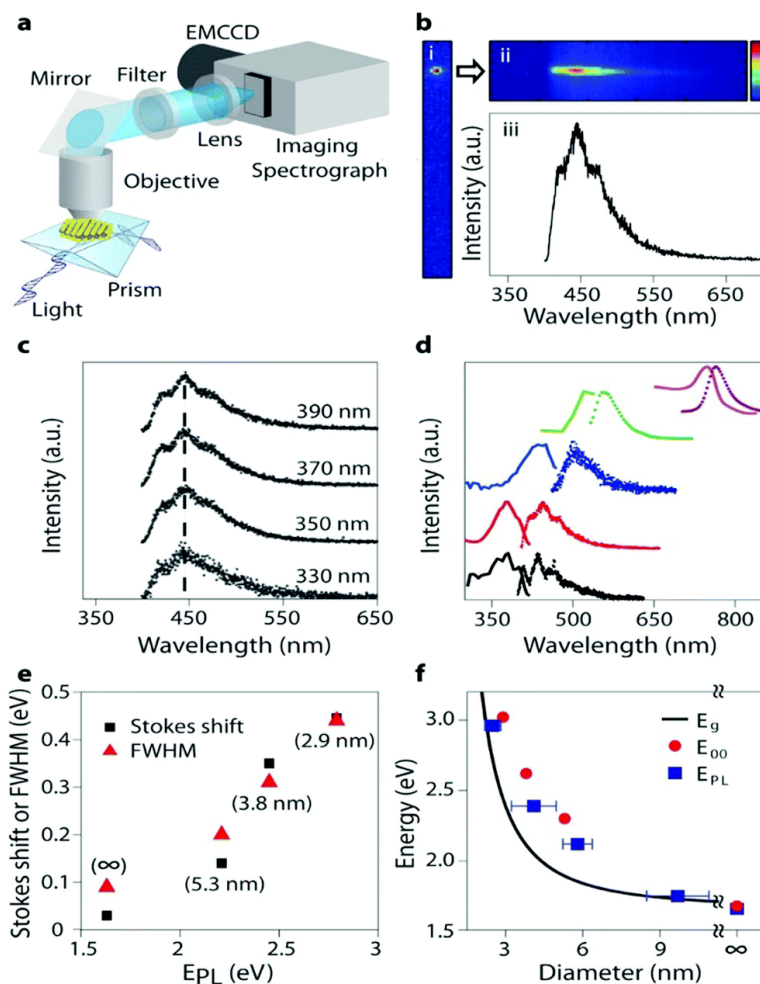 a
EMCCD
Mirror
Filter
Lens
Imaging
Spectrograph
Objective
Prism
Light
b
i
ii
iii
Intensity (a.u.)
350 450 550 650
Wavelength (nm)
c
390 nm
370 nm
350 nm
330 nm
Intensity (a.u.)
350 450 550 650
Wavelength (nm)
d
Intensity (a.u.)
300 500 650 800
Wavelength (nm)
e
Stokes shift or FWHM (eV)
0.5
0.4
0.3
0.2
0.1
0
Stokes shift
FWHM
(2.9 nm)
(3.8 nm)
(5.3 nm)
(∞)
1.5 2 2.5 3
EPL (eV)
f
Energy (eV)
3.0
2.5
2.0
1.5
Eg
E00
EPL
3 6 9 ∞
Diameter (nm)